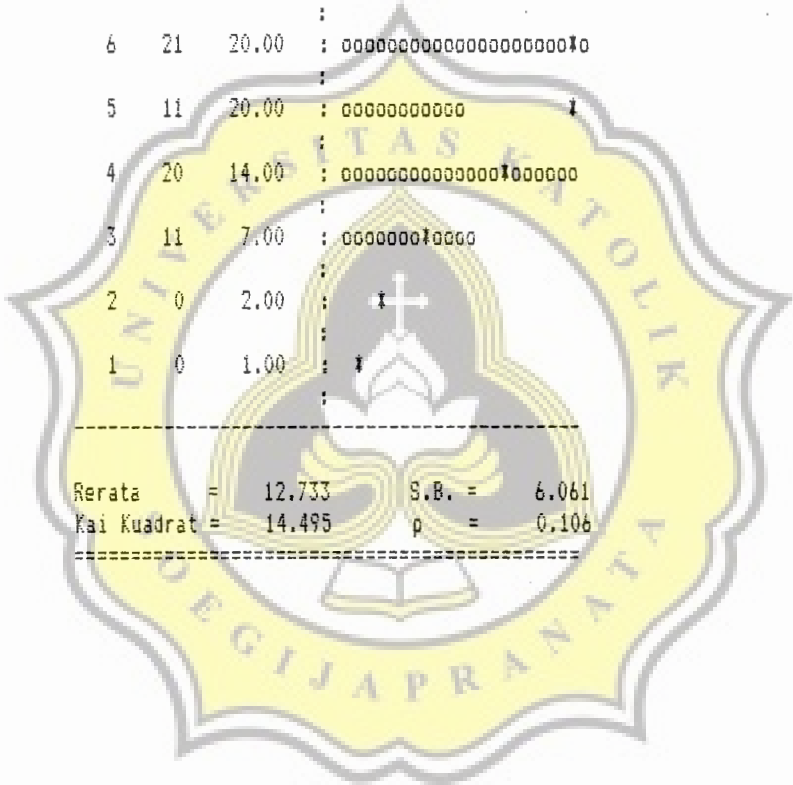 :
6 21 20.00 : oooooooooooooooooooo*o
:
5 11 20.00 : ooooooooooo *
:
4 20 14.00 : oooooooooooooo*oooooo
:
3 11 7.00 : ooooooo*oooo
:
2 0 2.00 : *
:
1 0 1.00 : *
:
---------------------------------------------
Rerata = 12.733 S.B. = 6.061
Kai Kuadrat = 14.495 p = 0.106
=============================================
UNIVERSITAS KATOLIK
SOEGIJAPRANATA